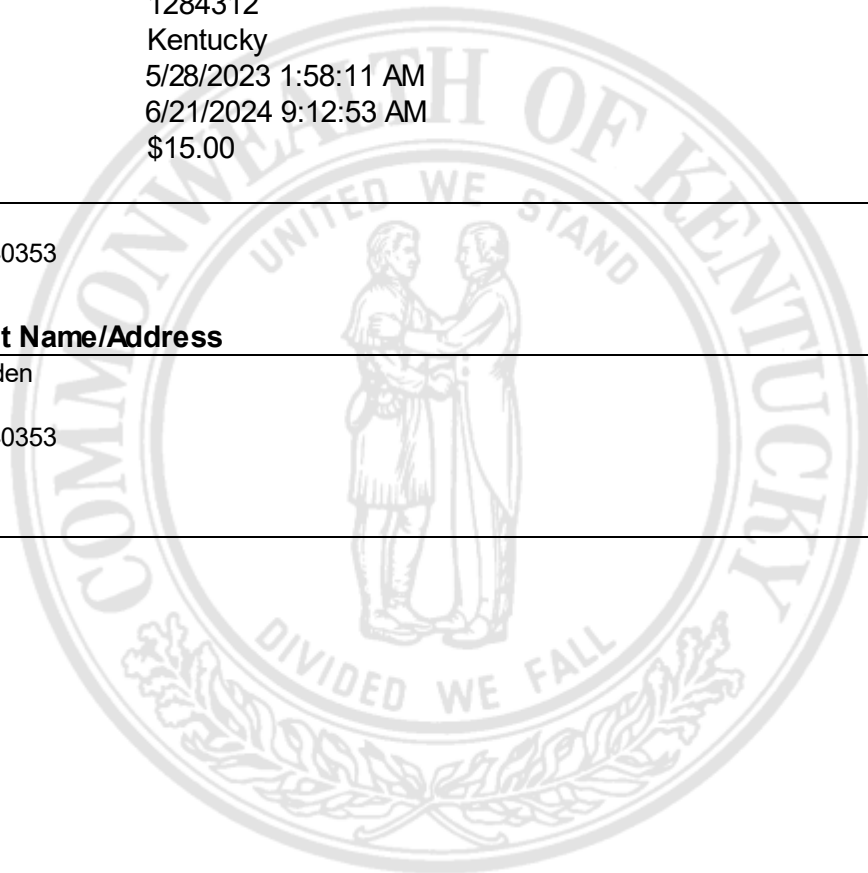 1284312
Kentucky
5/28/2023 1:58:11 AM
6/21/2024 9:12:53 AM
$15.00
0353
t Name/Address
den
0353
COMMONWEALTH OF KENTUCKY
UNITED WE STAND
DIVIDED WE FALL